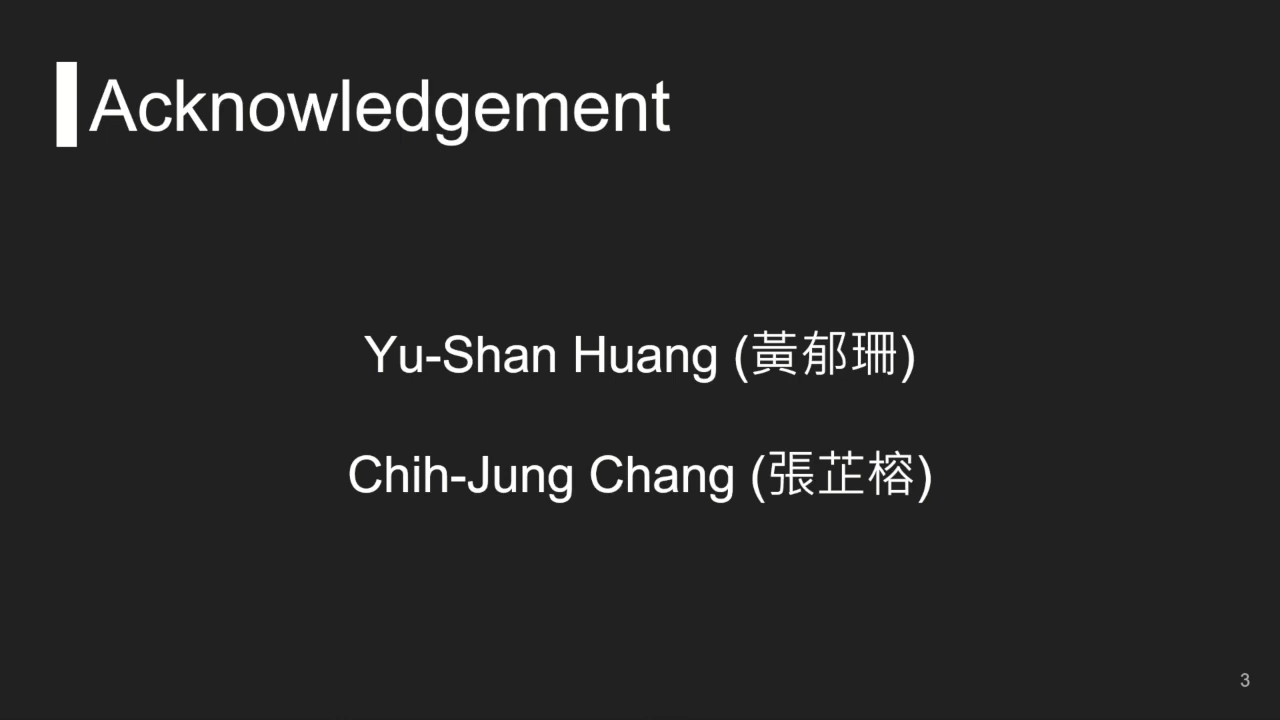 Acknowledgement
Yu-Shan Huang (黃郁珊)
Chih-Jung Chang (張芷榕)
3